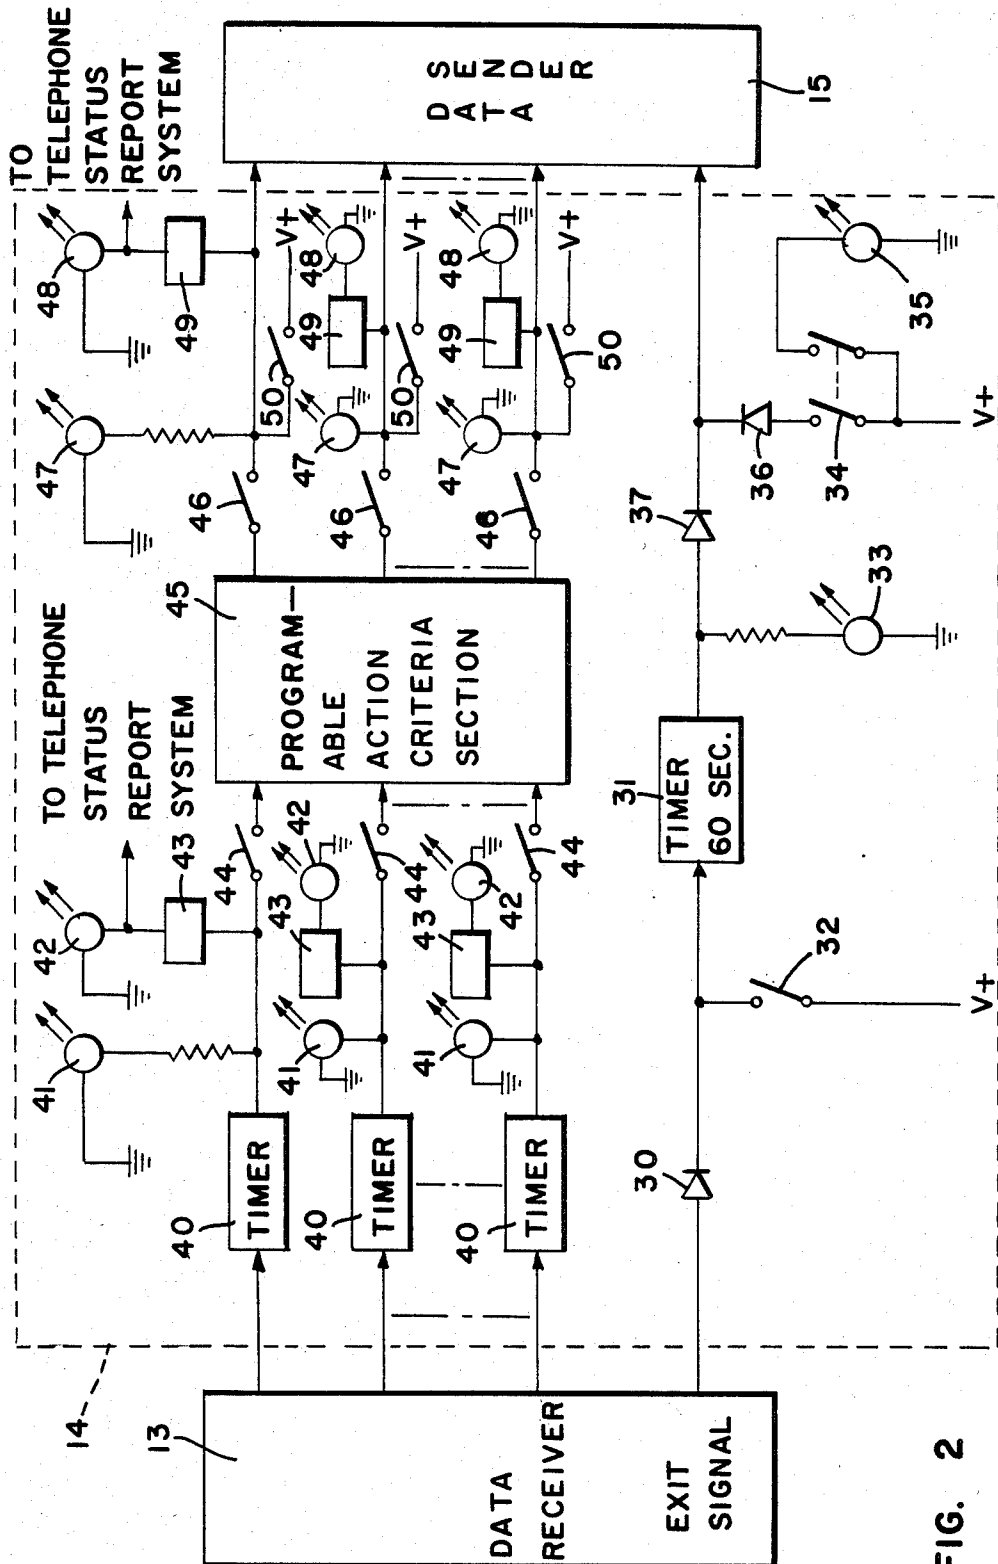 TO
TELEPHONE
STATUS
REPORT
SYSTEM
TO TELEPHONE
STATUS
REPORT
SYSTEM
14
13
DATA
RECEIVER
EXIT
SIGNAL
40
TIMER
40
TIMER
40
TIMER
41
42
43
41
43
42
41
43
42
44
44
44
45
PROGRAM-
ABLE
ACTION
CRITERIA
SECTION
46
46
46
47
48
49
50
V+
47
49
48
50
V+
47
49
48
50
V+
DATA
SENDER
15
30
32
V+
31
TIMER
60 SEC.
33
37
36
34
V+
35
FIG. 2